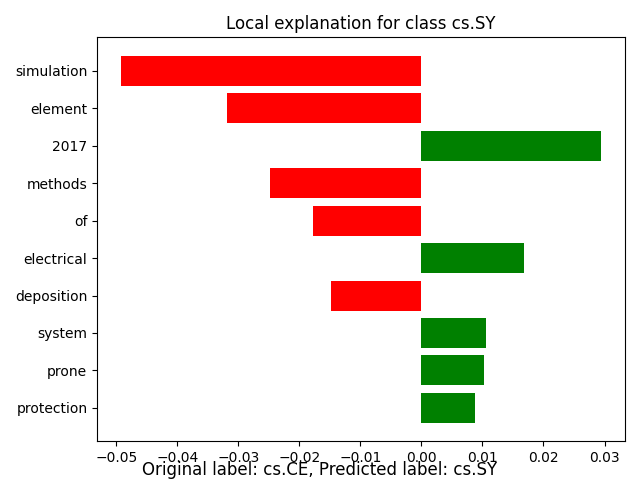 Local explanation for class cs.SY
simulation
element
2017
methods
of
electrical
deposition
system
prone
protection
−0.05 −0.04 −0.03 −0.02 −0.01 0.00 0.01 0.02 0.03
Original label: cs.CE, Predicted label: cs.SY